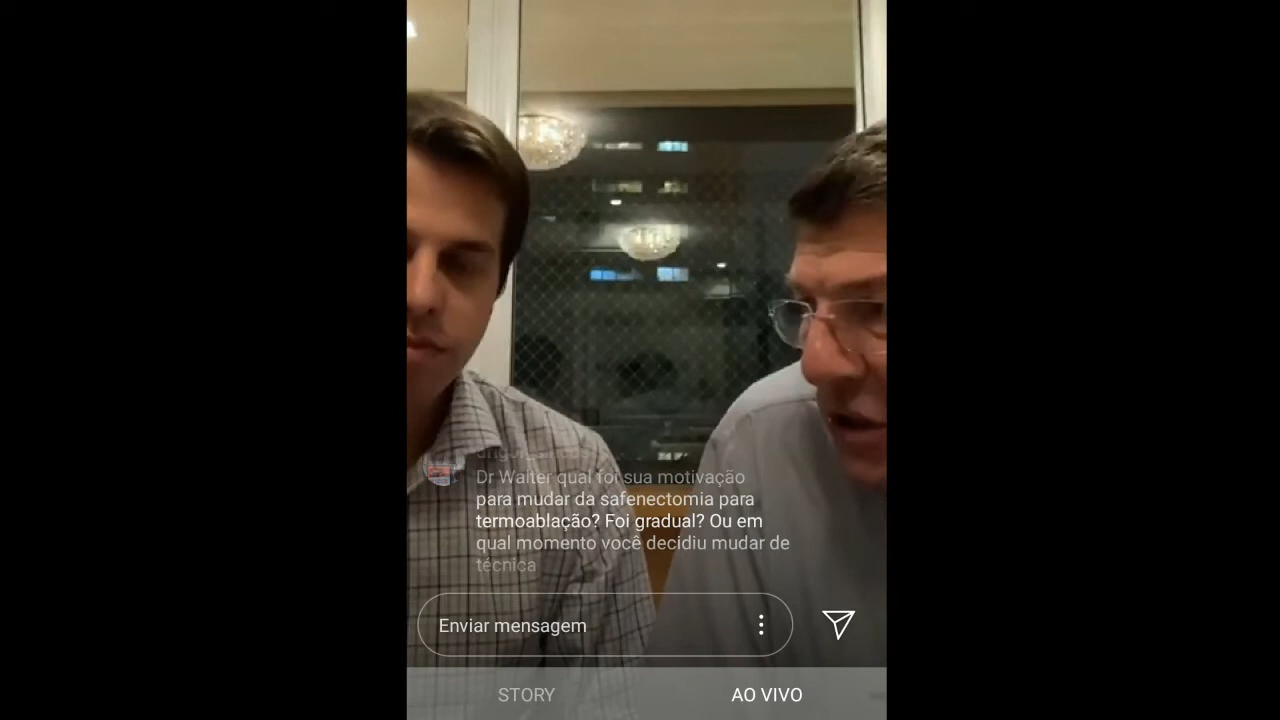 Dr Walter qual foi sua motivação
para mudar da safenectomia para
termoablação? Foi gradual? Ou em
qual momento você decidiu mudar de
técnica
Enviar mensagem
STORY
AO VIVO